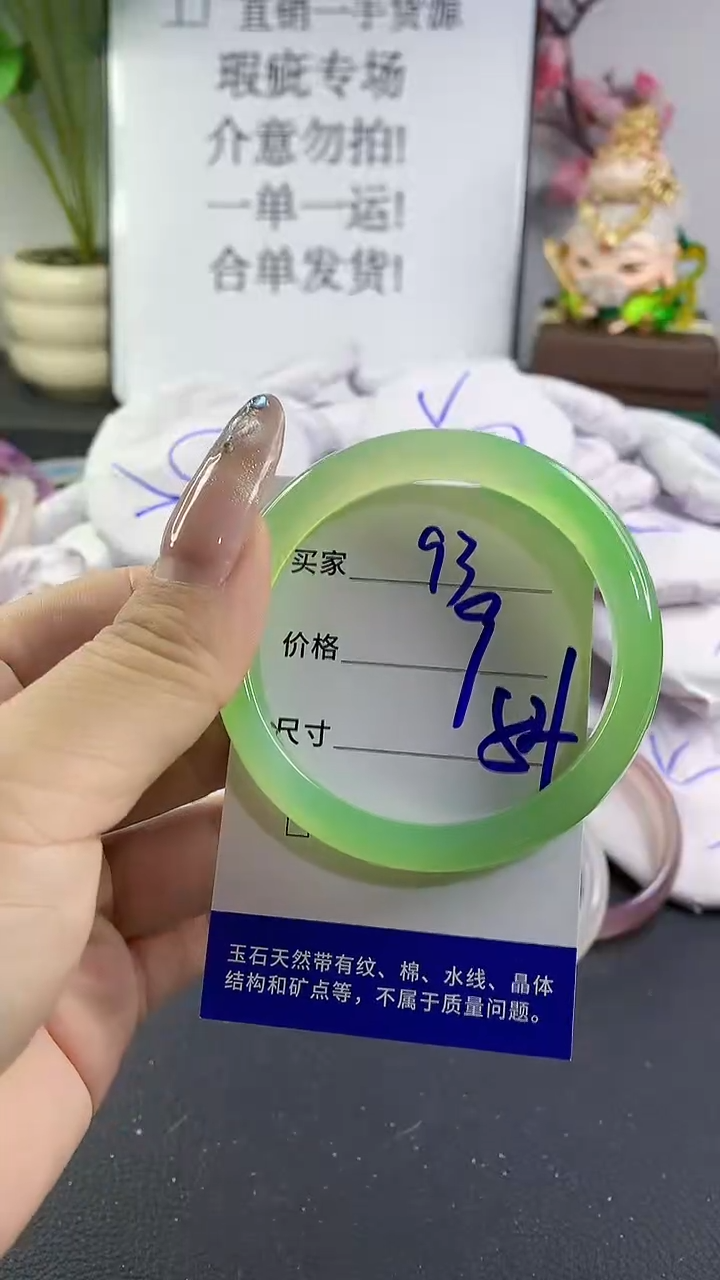 直销一手货源
瑕疵专场
介意勿拍!
一单一运!
合单发货!
买家 93
价格 9
尺寸 54
玉石天然带有纹、棉、水线、晶体
结构和矿点等，不属于质量问题。